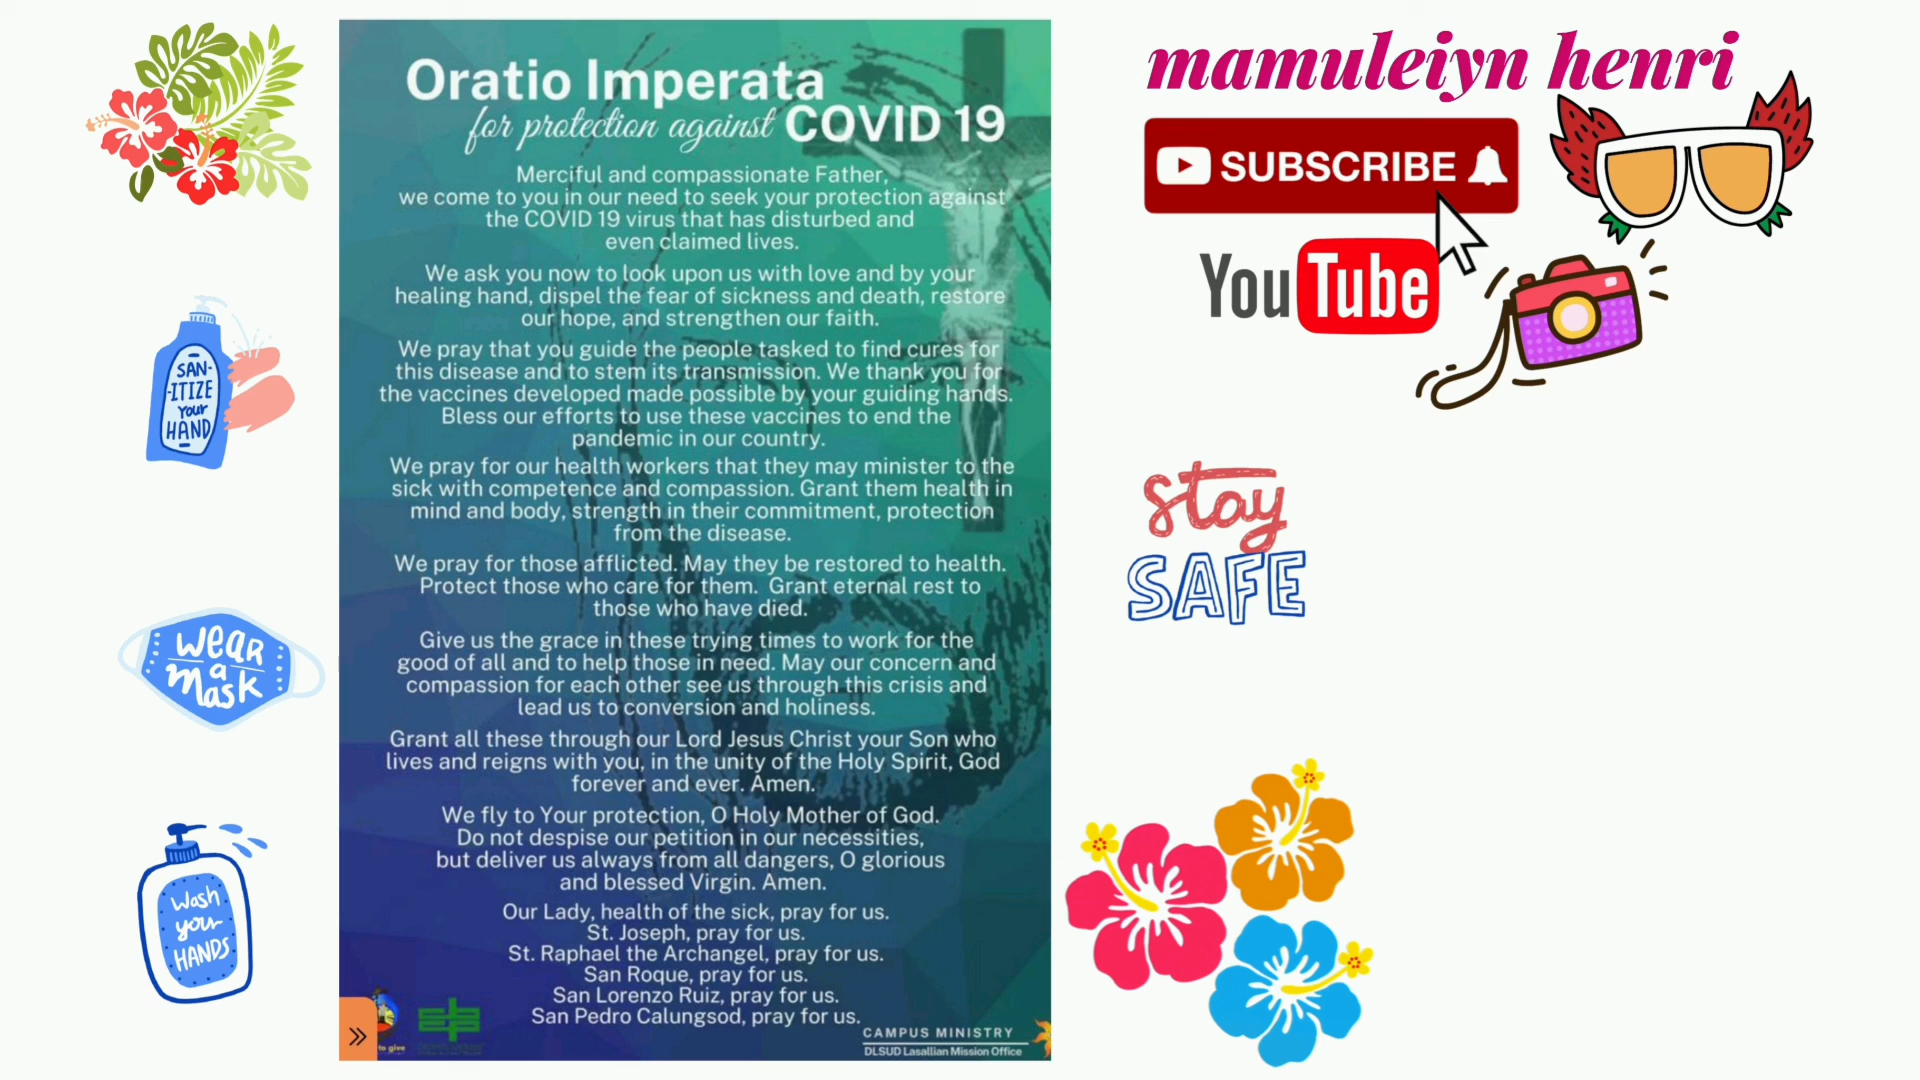 Oratio Imperata
for protection against COVID 19
Merciful and compassionate Father,
we come to you in our need to seek your protection against
the COVID 19 virus that has disturbed and
even claimed lives.
We ask you now to look upon us with love and by your
healing hand, dispel the fear of sickness and death, restore
our hope, and strengthen our faith.
We pray that you guide the people tasked to find cures for
this disease and to stem its transmission. We thank you for
the vaccines developed made possible by your guiding hands.
Bless our efforts to use these vaccines to end the
pandemic in our country.
We pray for our health workers that they may minister to the
sick with competence and compassion. Grant them health in
mind and body, strength in their commitment, protection
from the disease.
We pray for those afflicted. May they be restored to health.
Protect those who care for them. Grant eternal rest to
those who have died.
Give us the grace in these trying times to work for the
good of all and to help those in need. May our concern and
compassion for each other see us through this crisis and
lead us to conversion and holiness.
Grant all these through our Lord Jesus Christ your Son who
lives and reigns with you, in the unity of the Holy Spirit, God
forever and ever. Amen.
We fly to Your protection, O Holy Mother of God.
Do not despise our petition in our necessities,
but deliver us always from all dangers, O glorious
and blessed Virgin. Amen.
Our Lady, health of the sick, pray for us.
St. Joseph, pray for us.
St. Raphael the Archangel, pray for us.
San Roque, pray for us.
San Lorenzo Ruiz, pray for us.
San Pedro Calungsod, pray for us.
to give
CAMPUS MINISTRY
DLSUD Lasallian Mission Office
SAN-
-ITIZE
your
HAND
wear
a
mask
wash
your
HANDS
mamuleiyn henri
SUBSCRIBE
YouTube
stay
SAFE